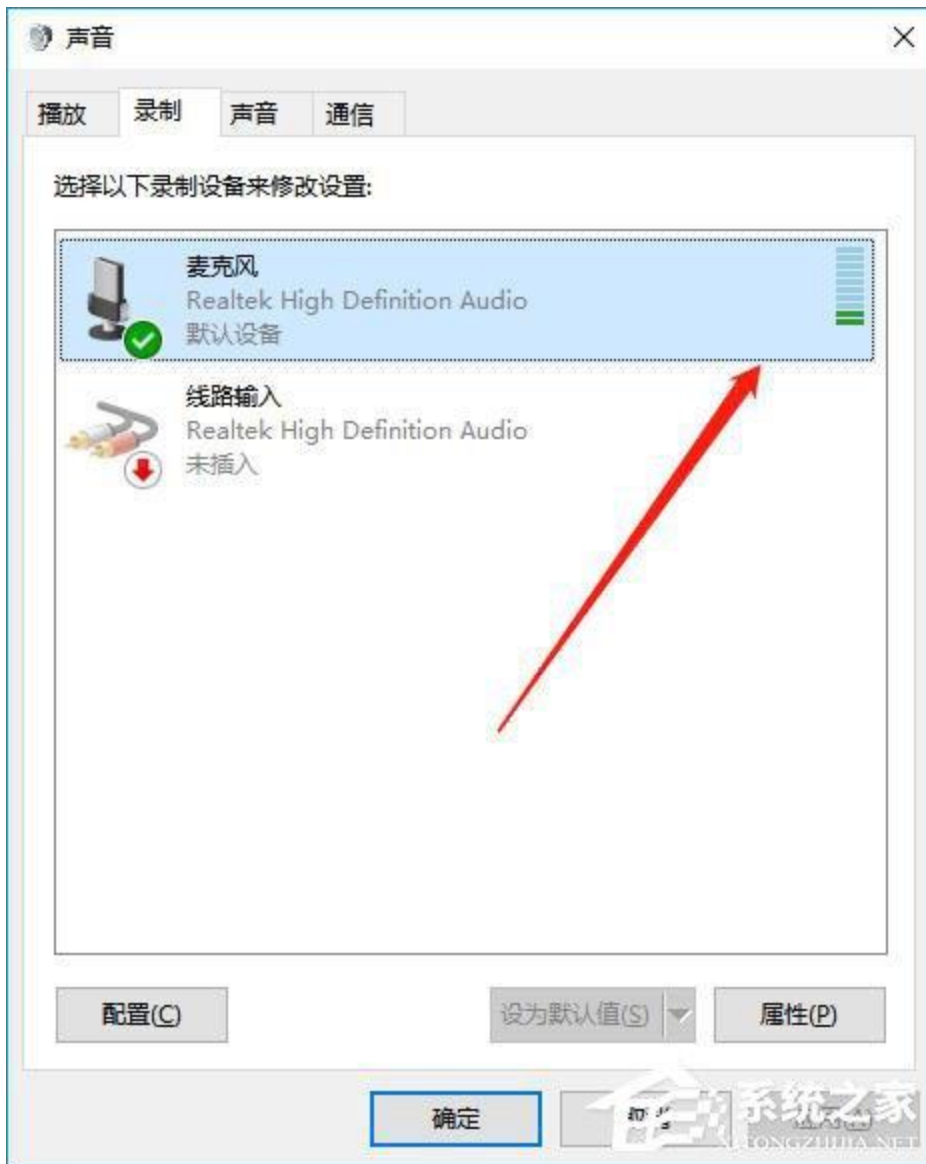 声音
播放 录制 声音 通信
选择以下录制设备来修改设置:
麦克风
Realtek High Definition Audio
默认设备
线路输入
Realtek High Definition Audio
未插入
配置(C) 设为默认值(S) 属性(P)
确定
系统之家
XITONGZHIJIA.NET